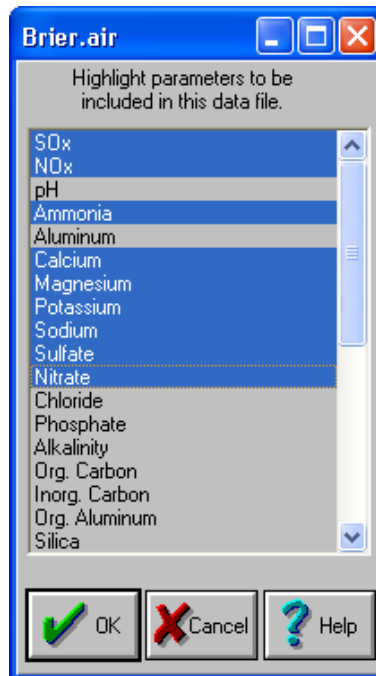 Brier.air
Highlight parameters to be
included in this data file.
SOx
NOx
pH
Ammonia
Aluminum
Calcium
Magnesium
Potassium
Sodium
Sulfate
Nitrate
Chloride
Phosphate
Alkalinity
Org. Carbon
Inorg. Carbon
Org. Aluminum
Silica
OK Cancel Help